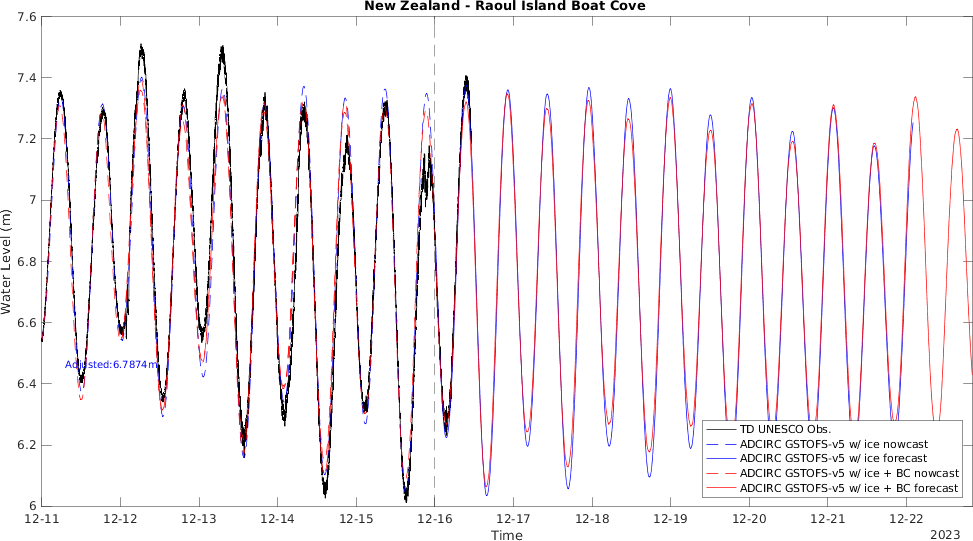 New Zealand - Raoul Island Boat Cove
7.6
7.4
7.2
7
6.8
6.6
6.4
6.2
6
Water Level (m)
Adjusted:6.7874m
TD UNESCO Obs.
ADCIRC GSTOFS-v5 w/ ice nowcast
ADCIRC GSTOFS-v5 w/ ice forecast
ADCIRC GSTOFS-v5 w/ ice + BC nowcast
ADCIRC GSTOFS-v5 w/ ice + BC forecast
12-11 12-12 12-13 12-14 12-15 12-16 12-17 12-18 12-19 12-20 12-21 12-22
Time
2023